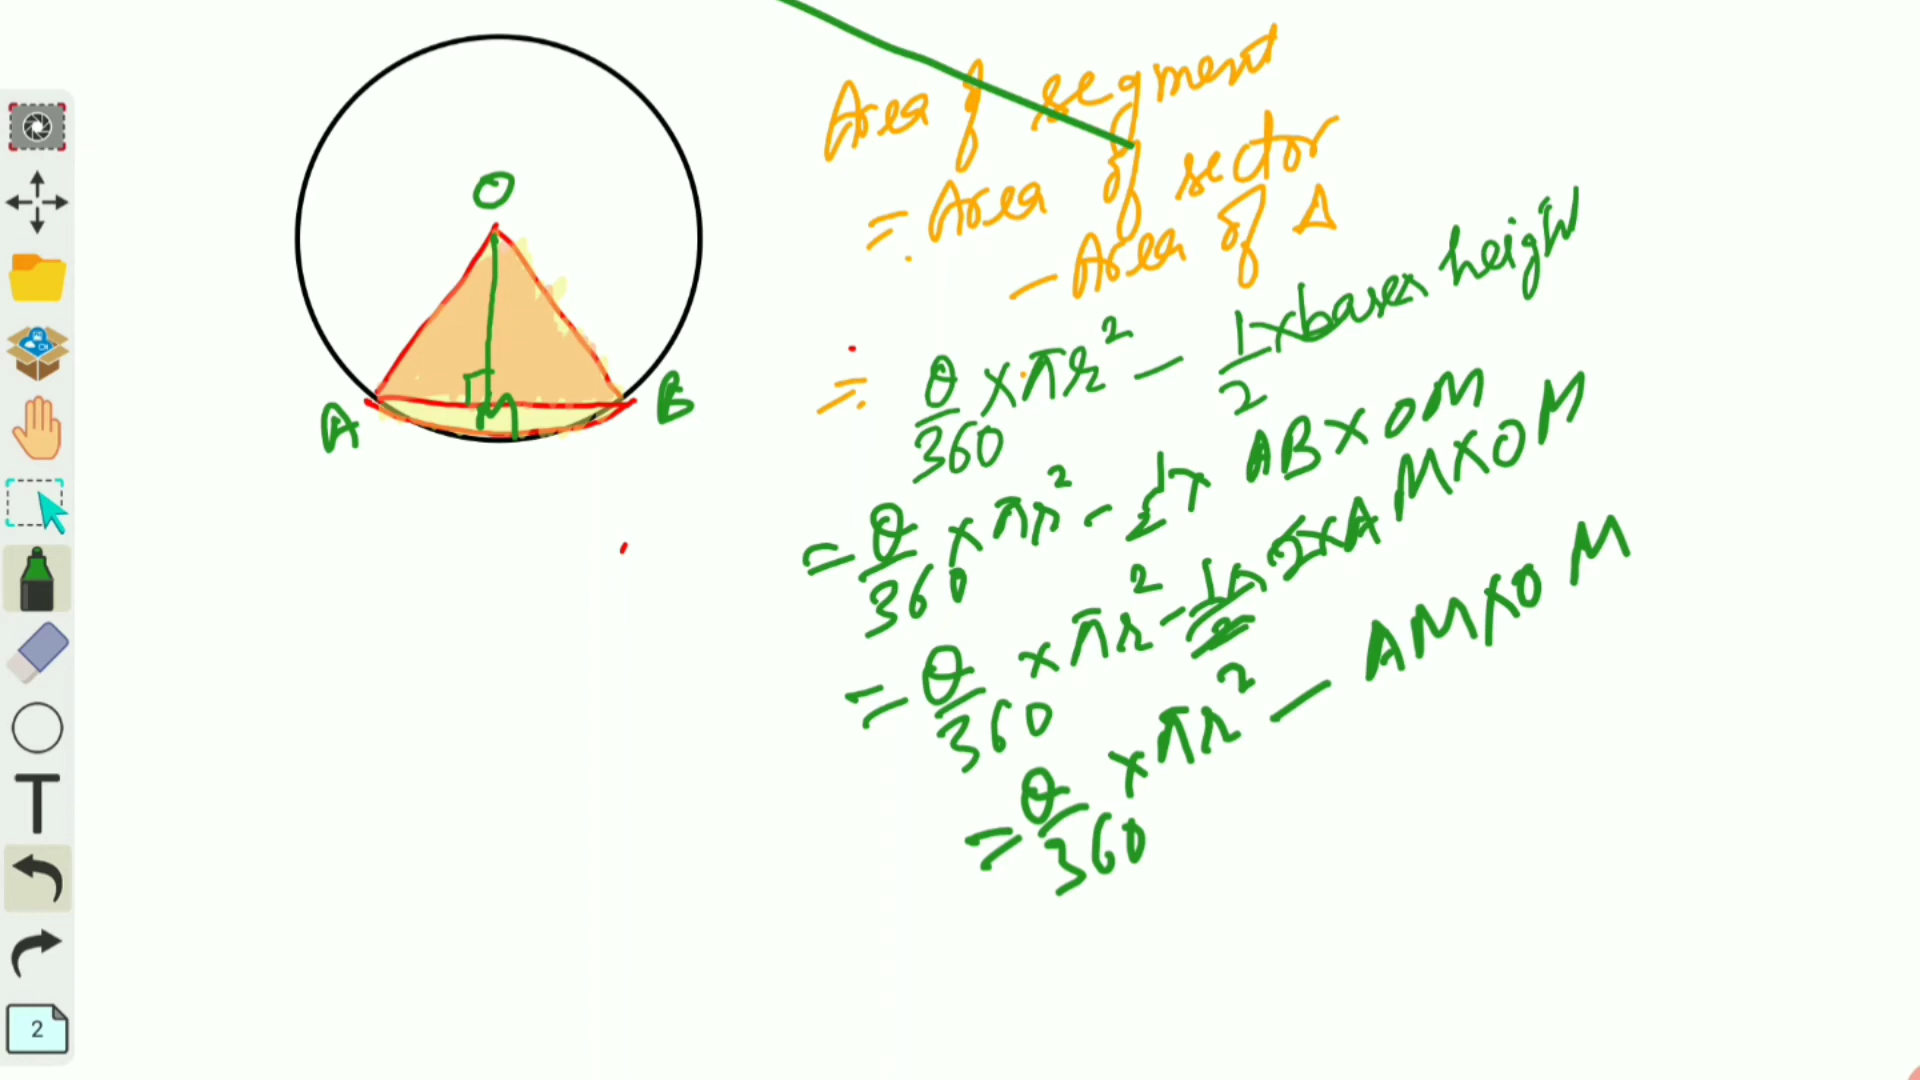 O
A
M
B
Area of segment
= Area of sector
- Area of Δ
= θ/360 × πr² - 1/2 × base × height
= θ/360 × πr² - 1/2 × AB × OM
= θ/360 × πr² - 1/2 × 2 × AM × OM
= θ/360 × πr² - AM × OM
T
2